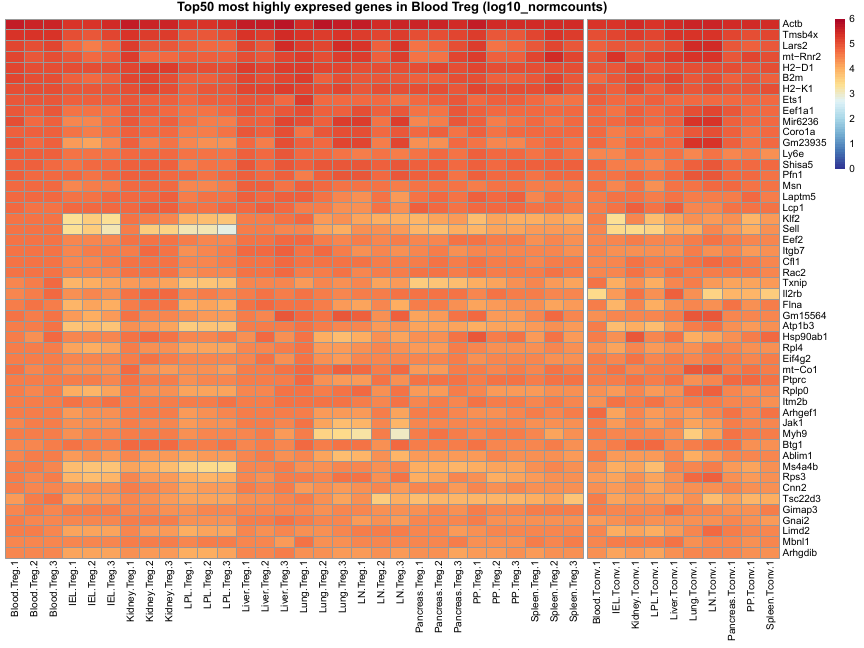 Top50 most highly expresed genes in Blood Treg (log10_normcounts)
Actb
Tmsb4x
Lars2
mt−Rnr2
H2−D1
B2m
H2−K1
Ets1
Eef1a1
Mir6236
Coro1a
Gm23935
Ly6e
Shisa5
Pfn1
Msn
Laptm5
Lcp1
Klf2
Sell
Eef2
Itgb7
Cfl1
Rac2
Txnip
Il2rb
Flna
Gm15564
Atp1b3
Hsp90ab1
Rpl4
Eif4g2
mt−Co1
Ptprc
Rplp0
Itm2b
Arhgef1
Jak1
Myh9
Btg1
Ablim1
Ms4a4b
Rps3
Cnn2
Tsc22d3
Gimap3
Gnai2
Limd2
Mbnl1
Arhgdib
6
5
4
3
2
1
0
Blood.Treg.1
Blood.Treg.2
Blood.Treg.3
IEL.Treg.1
IEL.Treg.2
IEL.Treg.3
Kidney.Treg.1
Kidney.Treg.2
Kidney.Treg.3
LPL.Treg.1
LPL.Treg.2
LPL.Treg.3
Liver.Treg.1
Liver.Treg.2
Liver.Treg.3
Lung.Treg.1
Lung.Treg.2
Lung.Treg.3
LN.Treg.1
LN.Treg.2
LN.Treg.3
Pancreas.Treg.1
Pancreas.Treg.2
Pancreas.Treg.3
PP.Treg.1
PP.Treg.2
PP.Treg.3
Spleen.Treg.1
Spleen.Treg.2
Spleen.Treg.3
Blood.Tconv.1
IEL.Tconv.1
Kidney.Tconv.1
LPL.Tconv.1
Liver.Tconv.1
Lung.Tconv.1
LN.Tconv.1
Pancreas.Tconv.1
PP.Tconv.1
Spleen.Tconv.1